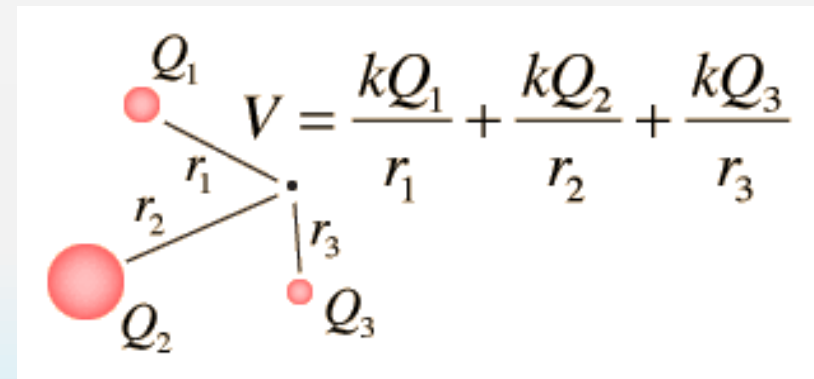 Q₁
V = kQ₁/r₁ + kQ₂/r₂ + kQ₃/r₃
r₁
r₂
r₃
Q₂
Q₃